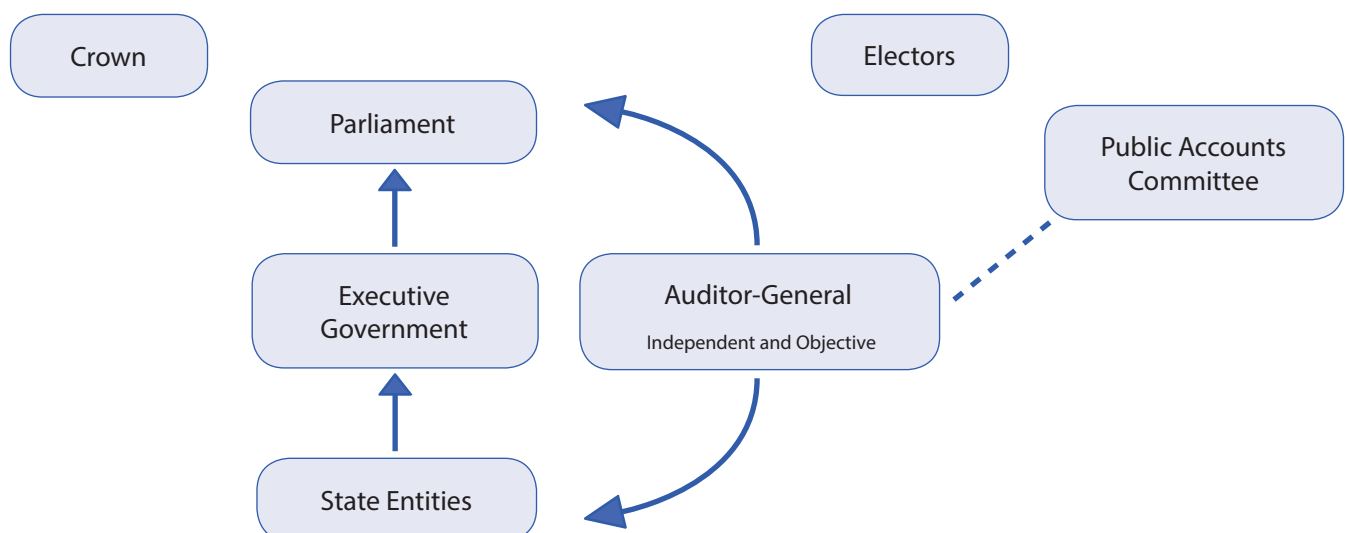 Crown
Electors
Parliament
Public Accounts
Committee
Executive
Government
Auditor-General
Independent and Objective
State Entities